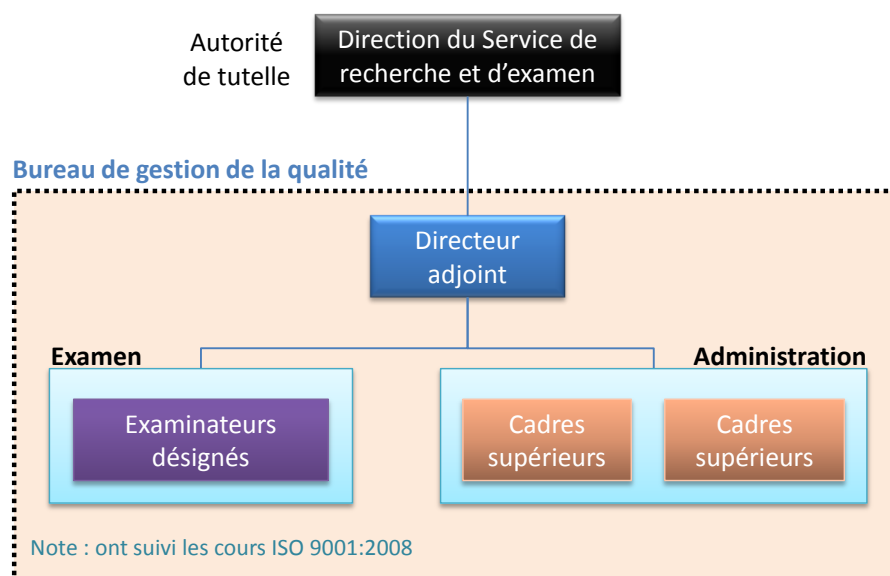 Autorité
de tutelle
Direction du Service de
recherche et d’examen
Bureau de gestion de la qualité
Directeur
adjoint
Examen
Administration
Examinateurs
désignés
Cadres
supérieurs
Cadres
supérieurs
Note : ont suivi les cours ISO 9001:2008